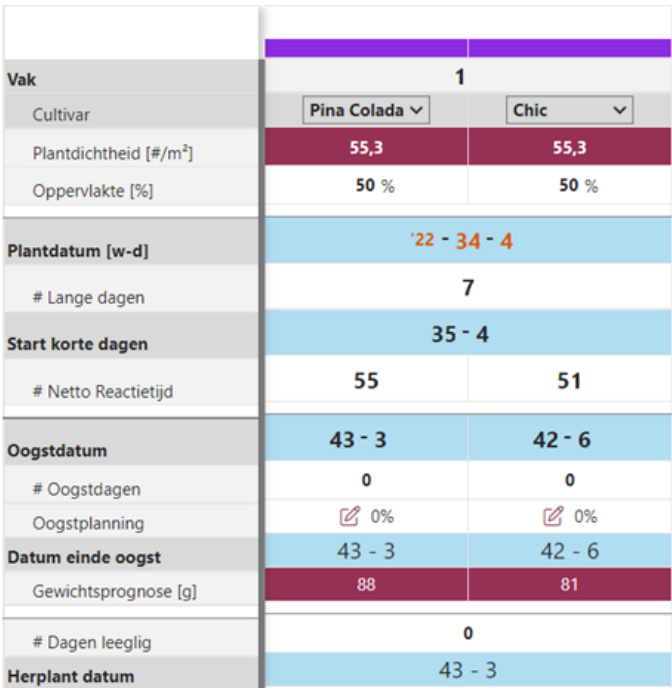 Vak 1
Cultivar Pina Colada Chic
Plantdichtheid [#/m²] 55,3 55,3
Oppervlakte [%] 50 % 50 %
Plantdatum [w-d] '22 - 34 - 4
# Lange dagen 7
Start korte dagen 35 - 4
# Netto Reactietijd 55 51
Oogstdatum 43 - 3 42 - 6
# Oogstdagen 0 0
Oogstplanning 0% 0%
Datum einde oogst 43 - 3 42 - 6
Gewichtsprognose [g] 88 81
# Dagen leeglig 0
Herplant datum 43 - 3